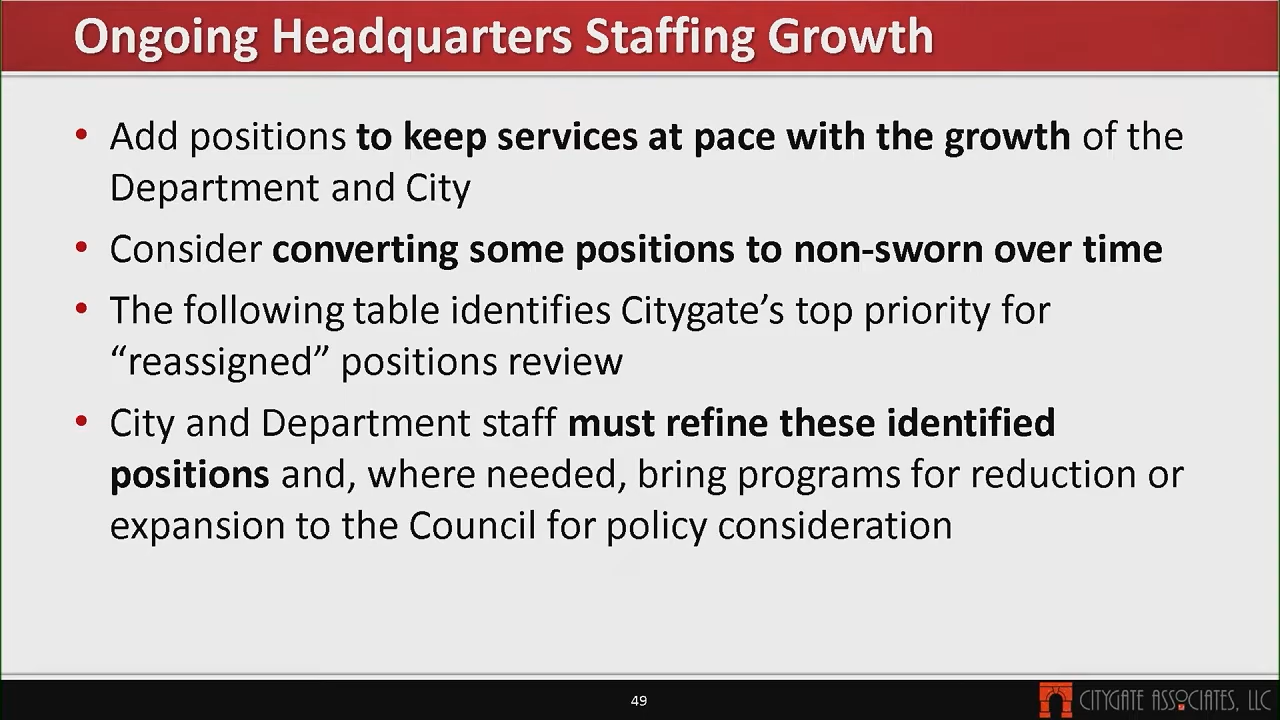 Ongoing Headquarters Staffing Growth
• Add positions to keep services at pace with the growth of the
Department and City
• Consider converting some positions to non-sworn over time
• The following table identifies Citygate’s top priority for
“reassigned” positions review
• City and Department staff must refine these identified
positions and, where needed, bring programs for reduction or
expansion to the Council for policy consideration
49
CITYGATE ASSOCIATES, LLC